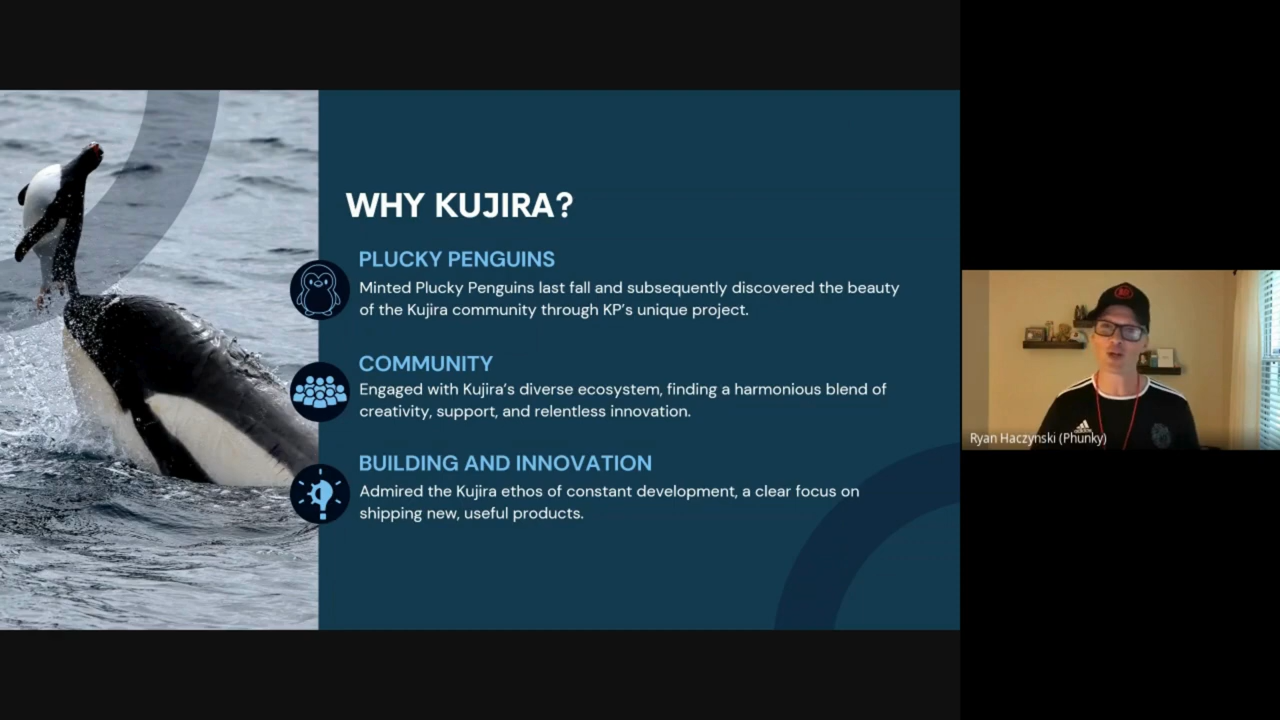 WHY KUJIRA?
PLUCKY PENGUINS
Minted Plucky Penguins last fall and subsequently discovered the beauty
of the Kujira community through KP's unique project.
COMMUNITY
Engaged with Kujira's diverse ecosystem, finding a harmonious blend of
creativity, support, and relentless innovation.
BUILDING AND INNOVATION
Admired the Kujira ethos of constant development, a clear focus on
shipping new, useful products.
Ryan Haczynski (Phunky)